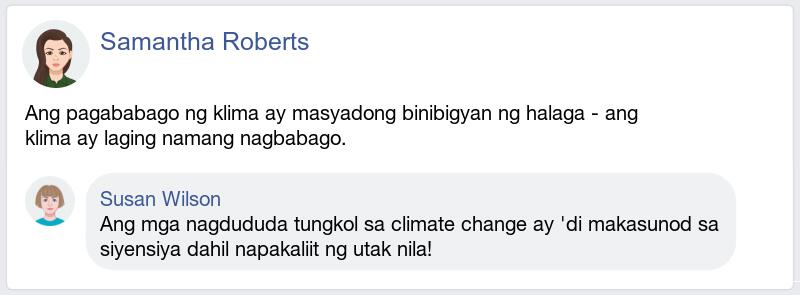 Samantha Roberts
Ang pagababago ng klima ay masyadong binibigyan ng halaga - ang
klima ay laging namang nagbabago.
Susan Wilson
Ang mga nagdududa tungkol sa climate change ay 'di makasunod sa
siyensiya dahil napakaliit ng utak nila!